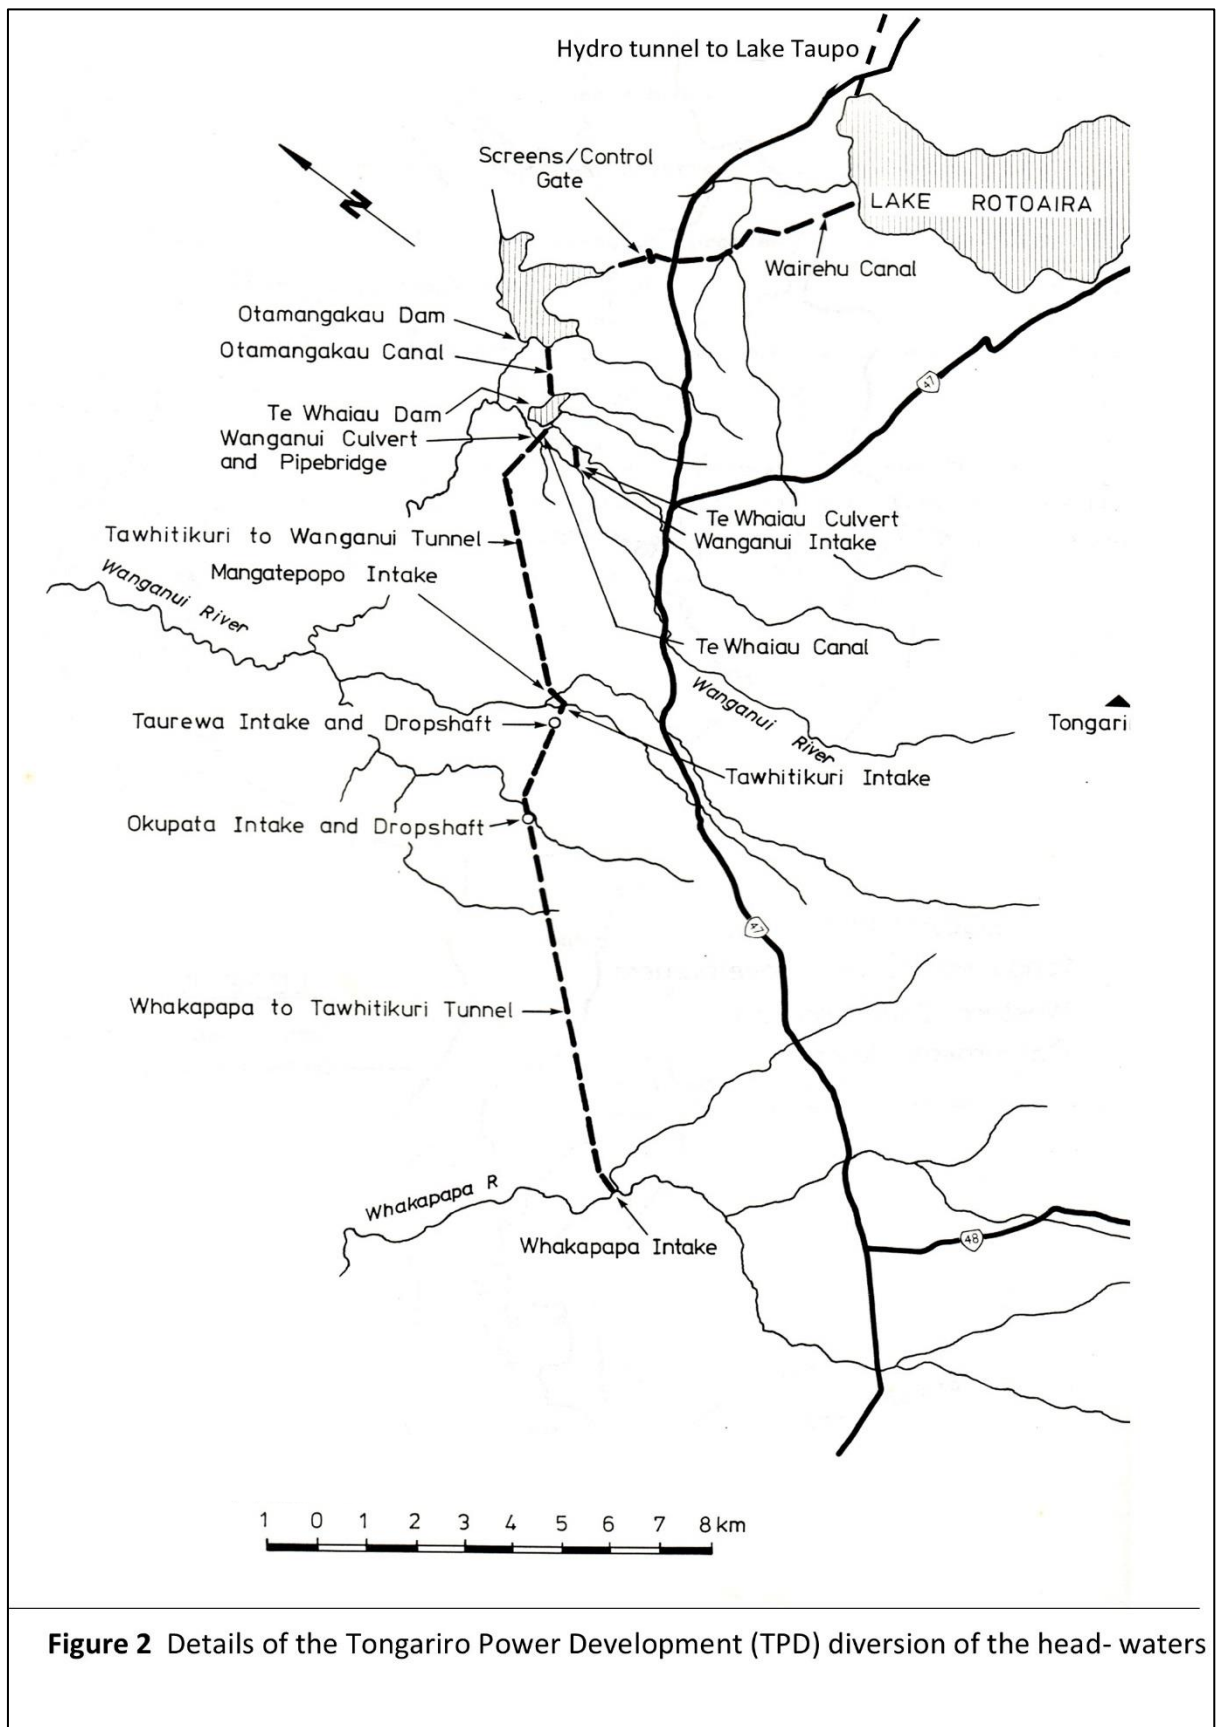 Hydro tunnel to Lake Taupo
Screens/Control
Gate
N
LAKE ROTOAIRA
Wairehu Canal
Otamangakau Dam
Otamangakau Canal
47
Te Whaiau Dam
Wanganui Culvert
and Pipebridge
Te Whaiau Culvert
Wanganui Intake
Tawhitikuri to Wanganui Tunnel
Mangatepopo Intake
Wanganui River
Te Whaiau Canal
Wanganui River
Taurewa Intake and Dropshaft
Tongari
Tawhitikuri Intake
Okupata Intake and Dropshaft
47
Whakapapa to Tawhitikuri Tunnel
Whakapapa R
Whakapapa Intake
48
1 0 1 2 3 4 5 6 7 8 km
Figure 2 Details of the Tongariro Power Development (TPD) diversion of the head- waters